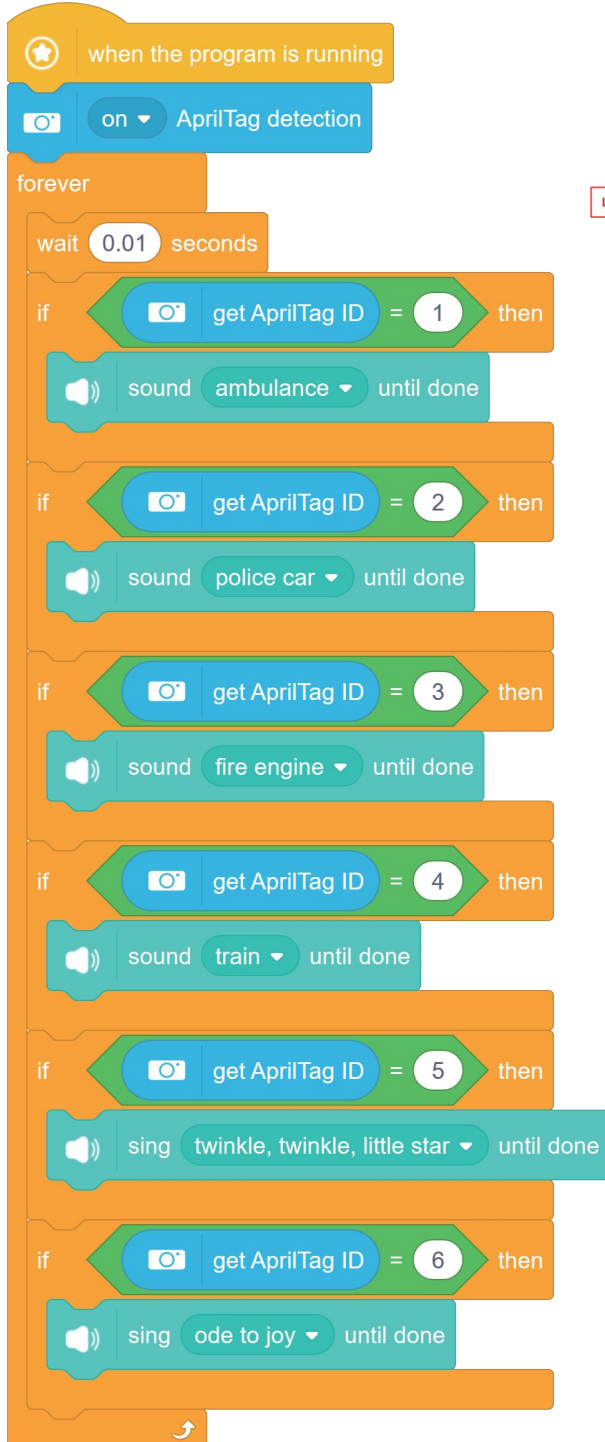 when the program is running
on AprilTag detection
forever
wait 0.01 seconds
if get AprilTag ID = 1 then
sound ambulance until done
if get AprilTag ID = 2 then
sound police car until done
if get AprilTag ID = 3 then
sound fire engine until done
if get AprilTag ID = 4 then
sound train until done
if get AprilTag ID = 5 then
sing twinkle, twinkle, little star until done
if get AprilTag ID = 6 then
sing ode to joy until done